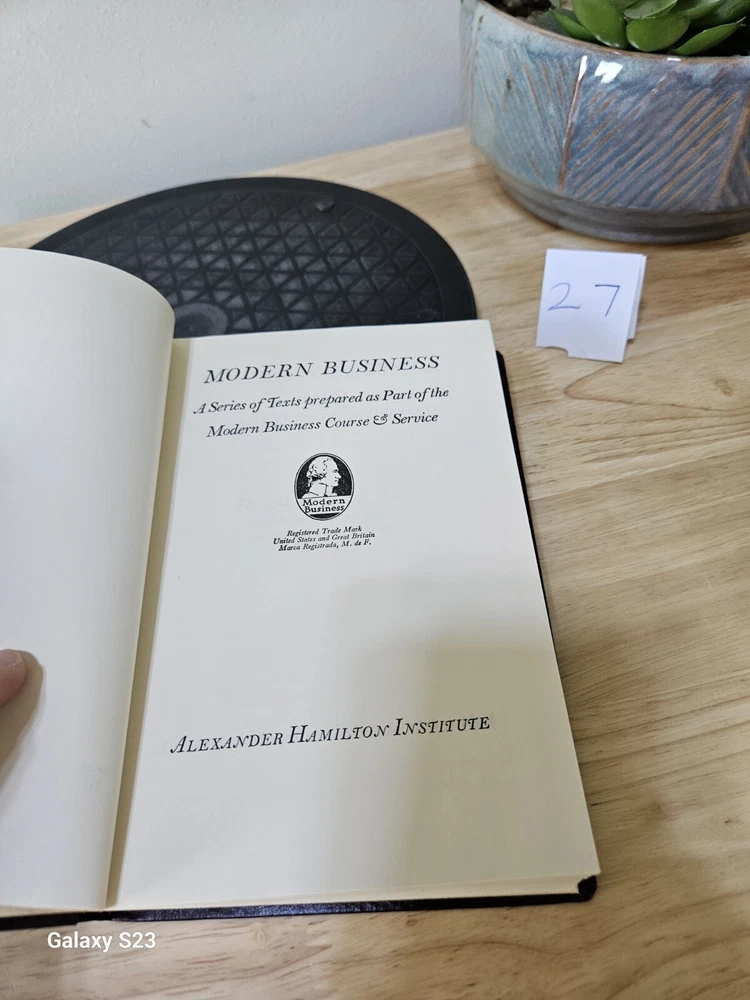 MODERN BUSINESS
A Series of Texts prepared as Part of the
Modern Business Course & Service
Modern
Business
Registered Trade Mark
United States and Great Britain
Marca Registrada, M. de F.
ALEXANDER HAMILTON INSTITUTE
27
Galaxy S23